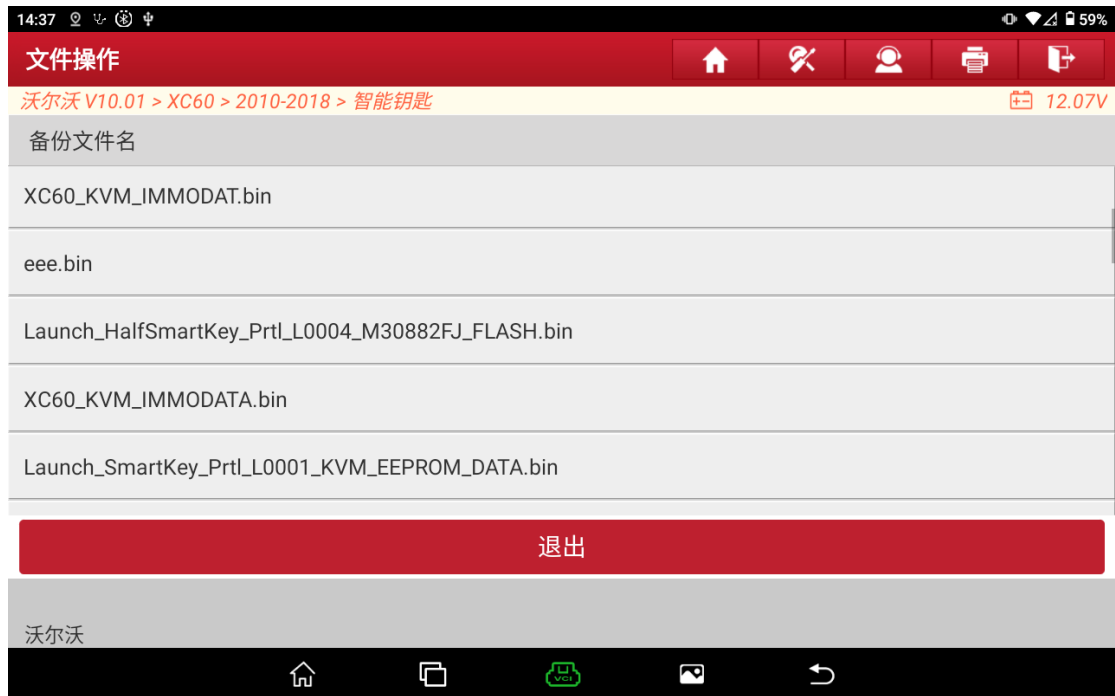 14:37
59%
文件操作
沃尔沃 V10.01 > XC60 > 2010-2018 > 智能钥匙
12.07V
备份文件名
XC60_KVM_IMMODAT.bin
eee.bin
Launch_HalfSmartKey_Prtl_L0004_M30882FJ_FLASH.bin
XC60_KVM_IMMODATA.bin
Launch_SmartKey_Prtl_L0001_KVM_EEPROM_DATA.bin
退出
沃尔沃
VCI